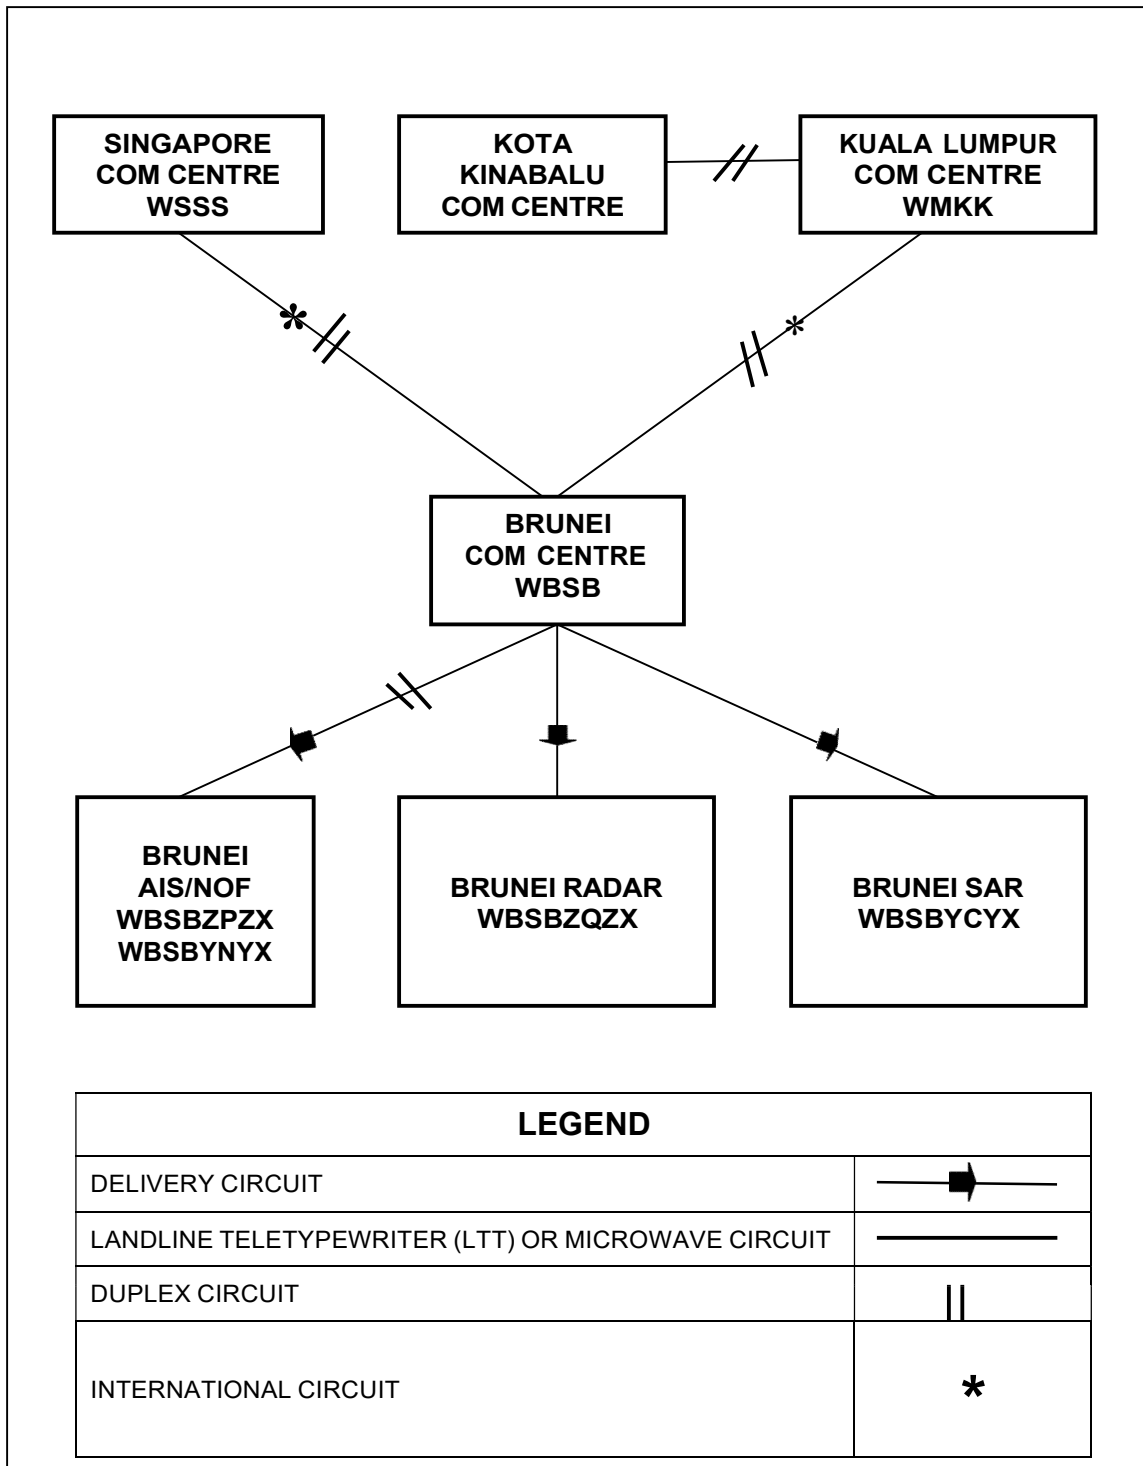 SINGAPORE
COM CENTRE
WSSS
KOTA
KINABALU
COM CENTRE
KUALA LUMPUR
COM CENTRE
WMKK
*
*
BRUNEI
COM CENTRE
WBSB
BRUNEI
AIS/NOF
WBSBZPZX
WBSBYNYX
BRUNEI RADAR
WBSBZQZX
BRUNEI SAR
WBSBYCYX
LEGEND
DELIVERY CIRCUIT
LANDLINE TELETYPEWRITER (LTT) OR MICROWAVE CIRCUIT
DUPLEX CIRCUIT
INTERNATIONAL CIRCUIT
*